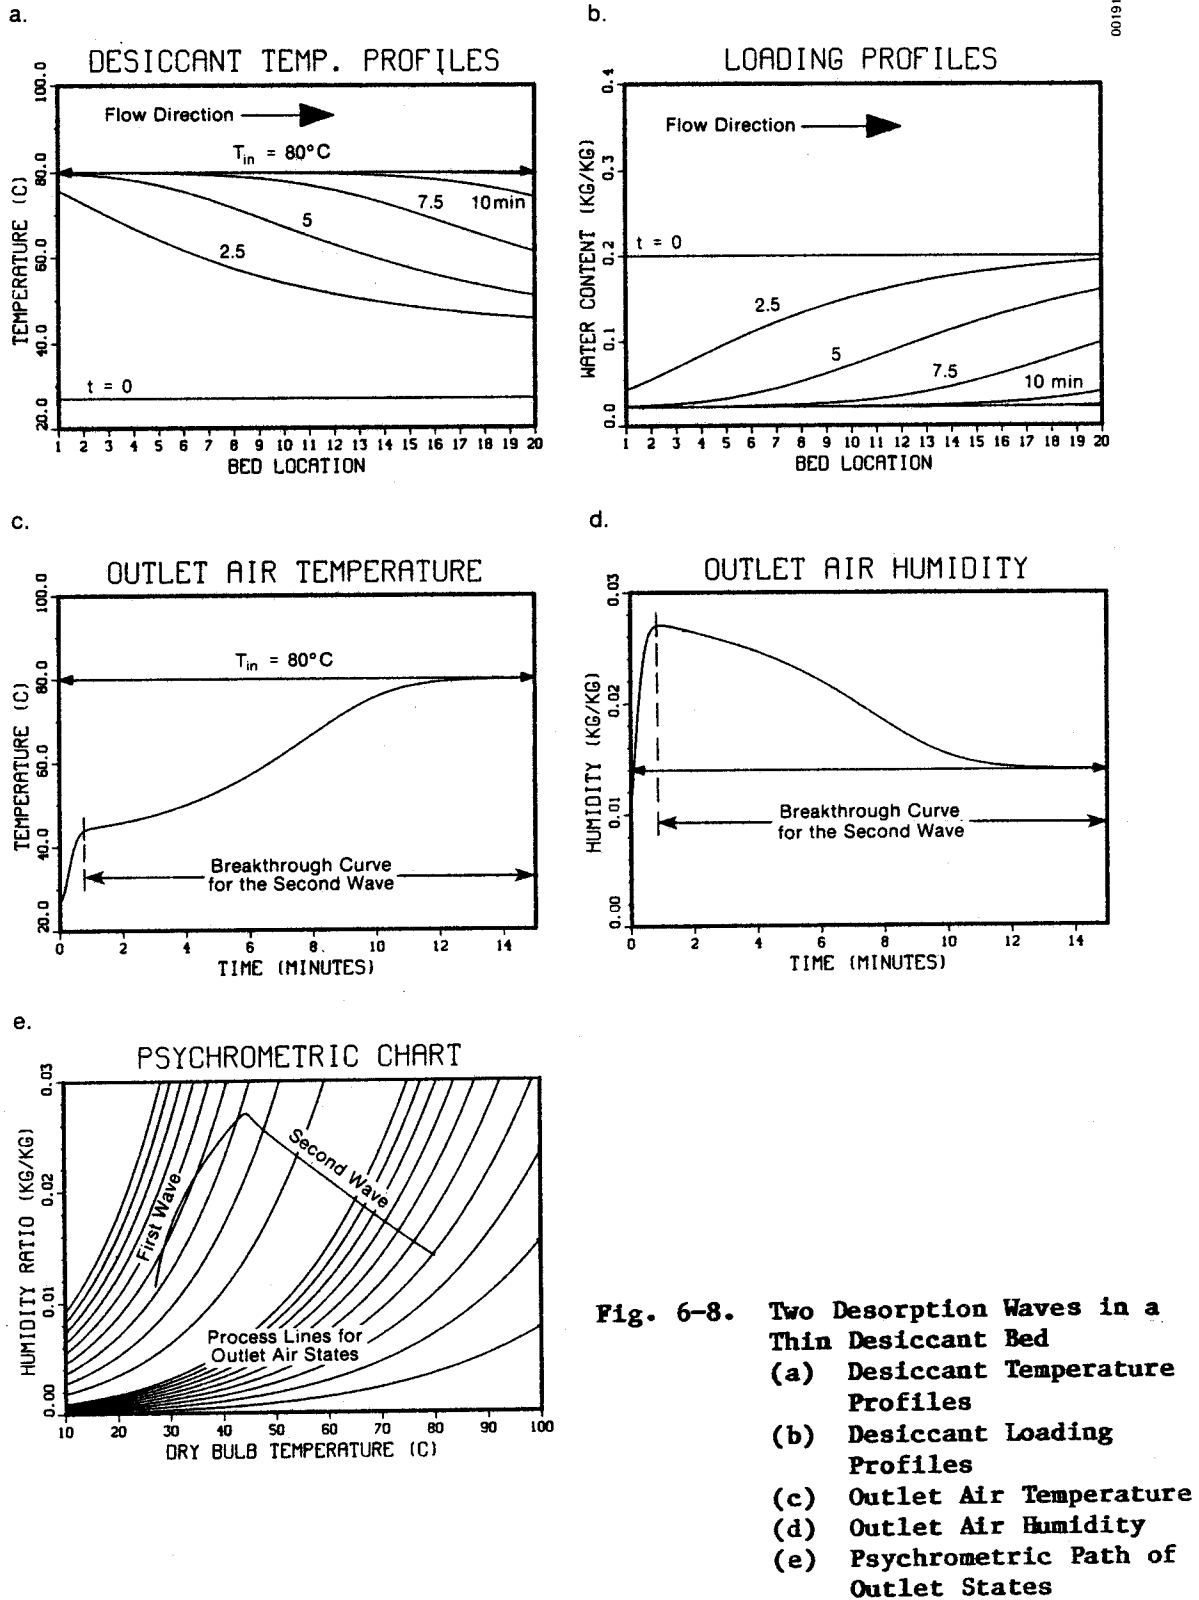 a.
DESICCANT TEMP. PROFILES
100.0
80.0
60.0
40.0
20.0
TEMPERATURE (C)
Flow Direction
Tin = 80°C
7.5
10min
5
2.5
t = 0
1 2 3 4 5 6 7 8 9 10 11 12 13 14 15 16 17 18 19 20
BED LOCATION
b.
00191
LOADING PROFILES
0.4
0.3
0.2
0.1
0.0
WATER CONTENT (KG/KG)
Flow Direction
t = 0
2.5
5
7.5
10 min
1 2 3 4 5 6 7 8 9 10 11 12 13 14 15 16 17 18 19 20
BED LOCATION
c.
OUTLET AIR TEMPERATURE
100.0
80.0
60.0
40.0
20.0
TEMPERATURE (C)
Tin = 80°C
Breakthrough Curve
for the Second Wave
0 2 4 6 8 10 12 14
TIME (MINUTES)
d.
OUTLET AIR HUMIDITY
0.03
0.02
0.01
0.00
HUMIDITY (KG/KG)
Breakthrough Curve
for the Second Wave
0 2 4 6 8 10 12 14
TIME (MINUTES)
e.
PSYCHROMETRIC CHART
0.03
0.02
0.01
0.00
HUMIDITY RATIO (KG/KG)
First Wave
Second Wave
Process Lines for
Outlet Air States
10 20 30 40 50 60 70 80 90 100
DRY BULB TEMPERATURE (C)
Fig. 6-8. Two Desorption Waves in a
Thin Desiccant Bed
(a) Desiccant Temperature
Profiles
(b) Desiccant Loading
Profiles
(c) Outlet Air Temperature
(d) Outlet Air Humidity
(e) Psychrometric Path of
Outlet States